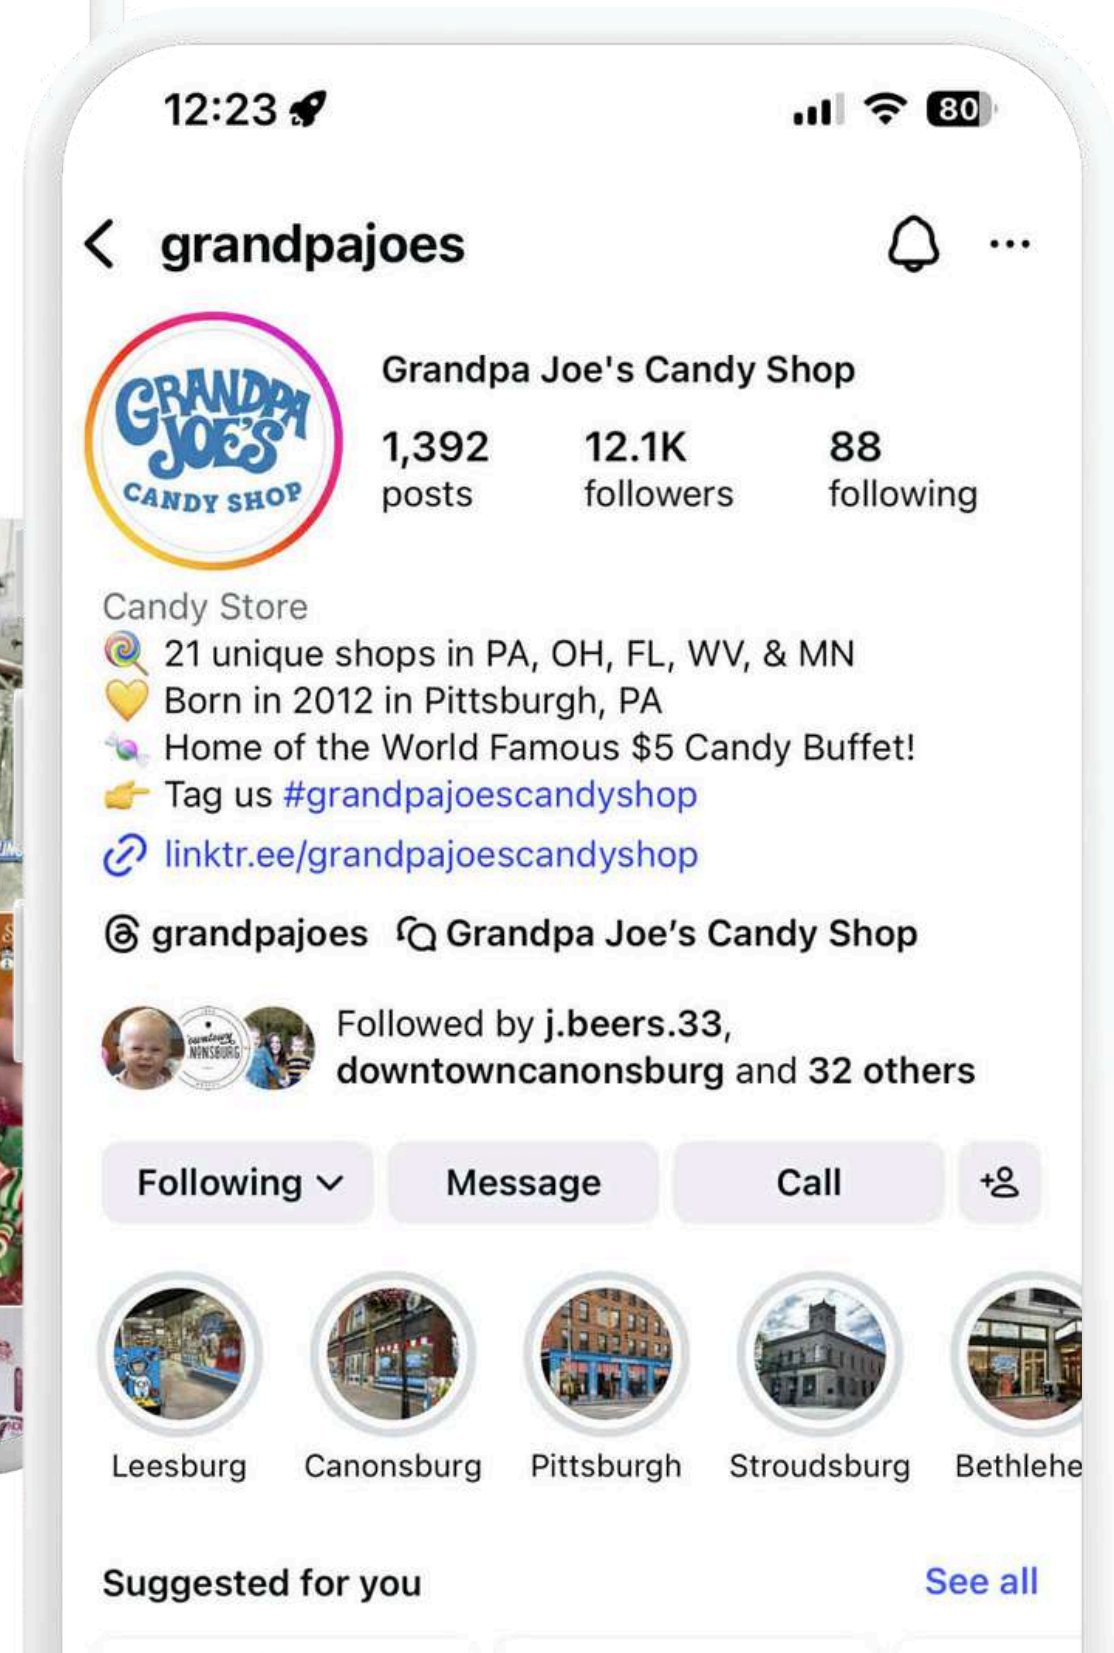 12:23
80
grandpajoes
GRANDPA
JOE'S
CANDY SHOP
Grandpa Joe's Candy Shop
1,392 12.1K 88
posts followers following
Candy Store
21 unique shops in PA, OH, FL, WV, & MN
Born in 2012 in Pittsburgh, PA
Home of the World Famous $5 Candy Buffet!
Tag us #grandpajoescandyshop
linktr.ee/grandpajoescandyshop
grandpajoes Grandpa Joe’s Candy Shop
Followed by j.beers.33,
downtowncanonsburg and 32 others
Following Message Call
Leesburg Canonsburg Pittsburgh Stroudsburg Bethlehe
Suggested for you See all